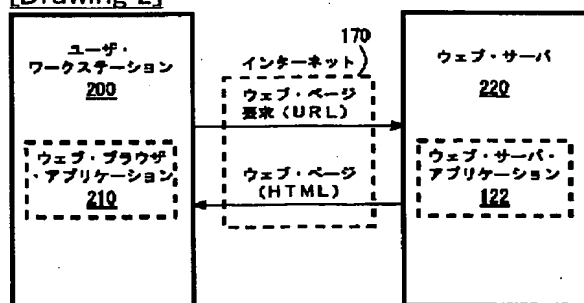 [Drawing 2]
ユーザ・
ワークステーション
200
ウェブ・ブラウザ
・アプリケーション
210
170
インターネット
ウェブ・ページ
要求(URL)
ウェブ・ページ
(HTML)
ウェブ・サーバ
220
ウェブ・サーバ・
アプリケーション
122